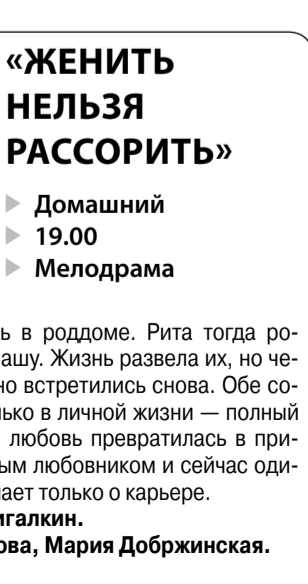 «ЖЕНИТЬ
НЕЛЬЗЯ
РАССОРИТЬ»
Домашний
19.00
Мелодрама
ь в роддоме. Рита тогда ро-
ашу. Жизнь развела их, но че-
но встретились снова. Обе со-
лько в личной жизни — полный
любовь превратилась в при-
ым любовником и сейчас оди-
ает только о карьере.
игалкин.
ова, Мария Добржинская.